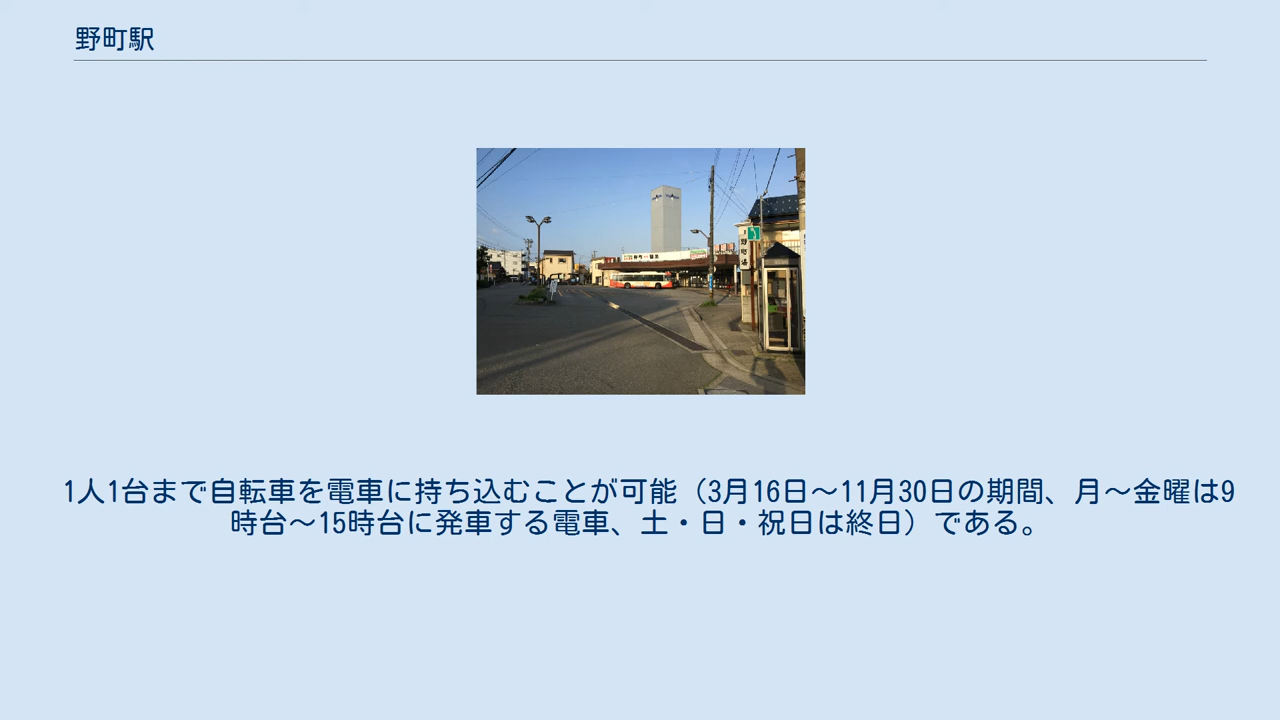 野町駅
1人1台まで自転車を電車に持ち込むことが可能（3月16日～11月30日の期間、月～金曜は9
時台～15時台に発車する電車、土・日・祝日は終日）である。